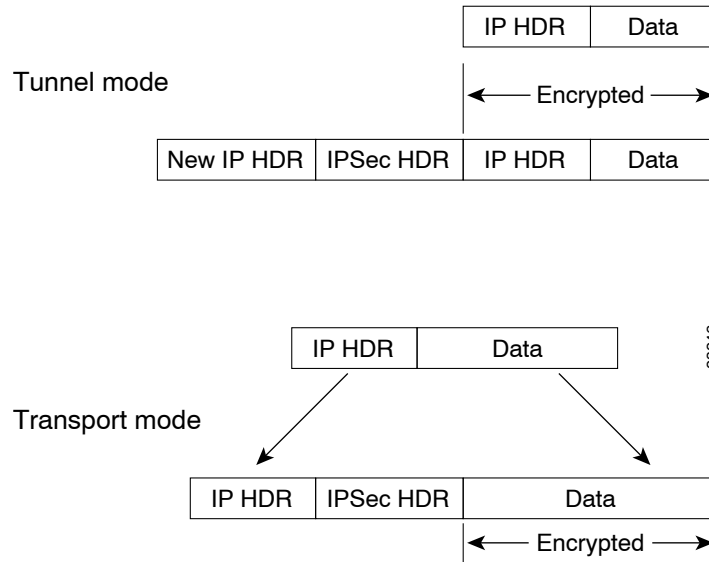 IP HDR Data
Tunnel mode
Encrypted
New IP HDR IPSec HDR IP HDR Data
IP HDR Data
Transport mode
IP HDR IPSec HDR Data
Encrypted